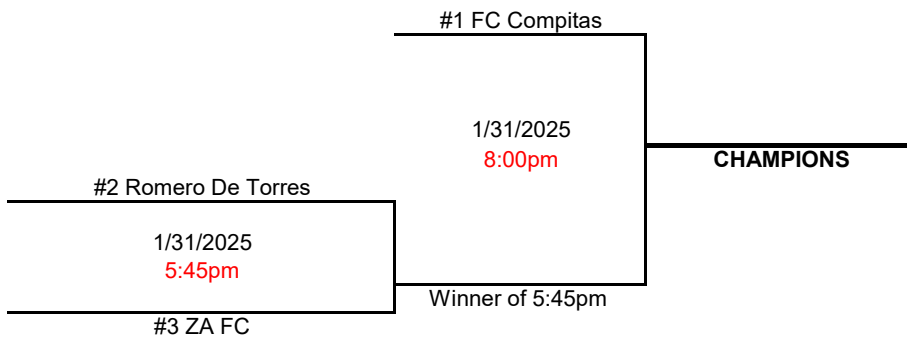 #1 FC Compitas
1/31/2025
8:00pm
CHAMPIONS
#2 Romero De Torres
1/31/2025
5:45pm
Winner of 5:45pm
#3 ZA FC